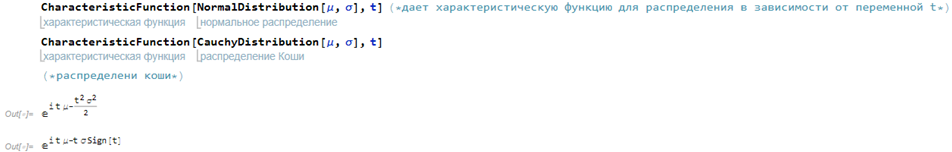 CharacteristicFunction[NormalDistribution[μ, σ], t] (*дает характеристическую функцию для распределения в зависимости от переменной t*)
характеристическая функция нормальное распределение
CharacteristicFunction[CauchyDistribution[μ, σ], t]
характеристическая функция распределение Коши
(*распределени коши*)
Out[•]= e^(i t μ - t² σ²/2)
Out[•]= e^(i t μ - t σ Sign[t])